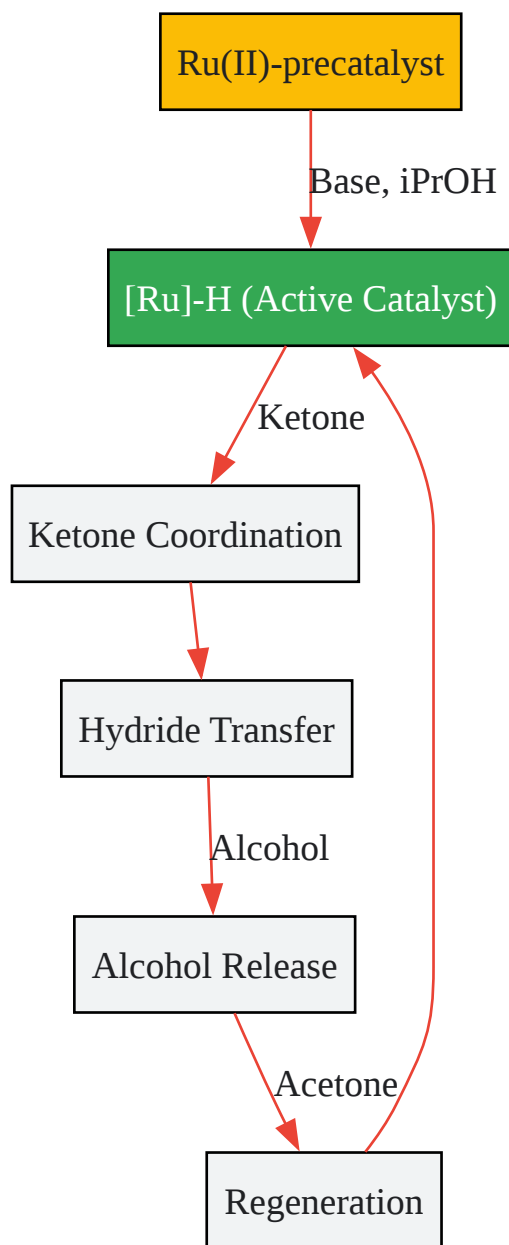 Ru(II)-precatalyst
Base, iPrOH
[Ru]-H (Active Catalyst)
Ketone
Ketone Coordination
Hydride Transfer
Alcohol
Alcohol Release
Acetone
Regeneration